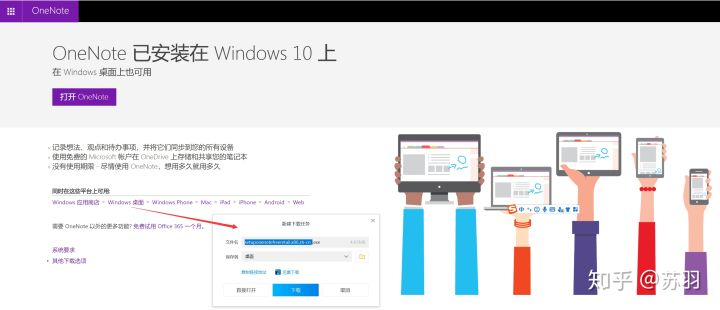 OneNote
OneNote 已安装在 Windows 10 上
在 Windows 桌面上也可用
打开 OneNote
记录想法、观点和待办事项，并将它们同步到您的所有设备
使用免费的 Microsoft 帐户在 OneDrive 上存储和共享您的笔记本
没有使用期限 - 尽情使用 OneNote，想用多久就用多久
同时在这些平台上可用:
Windows 应用商店 • Windows 桌面 • Windows Phone • Mac • iPad • iPhone • Android • Web
需要 OneNote 以外的更多功能? 免费试用 Office 365 一个月。
系统要求
其他下载选项
新建下载任务
文件名
.exe
保存到
桌面
复制链接地址
直接打开
下载
取消
知乎 @苏羽